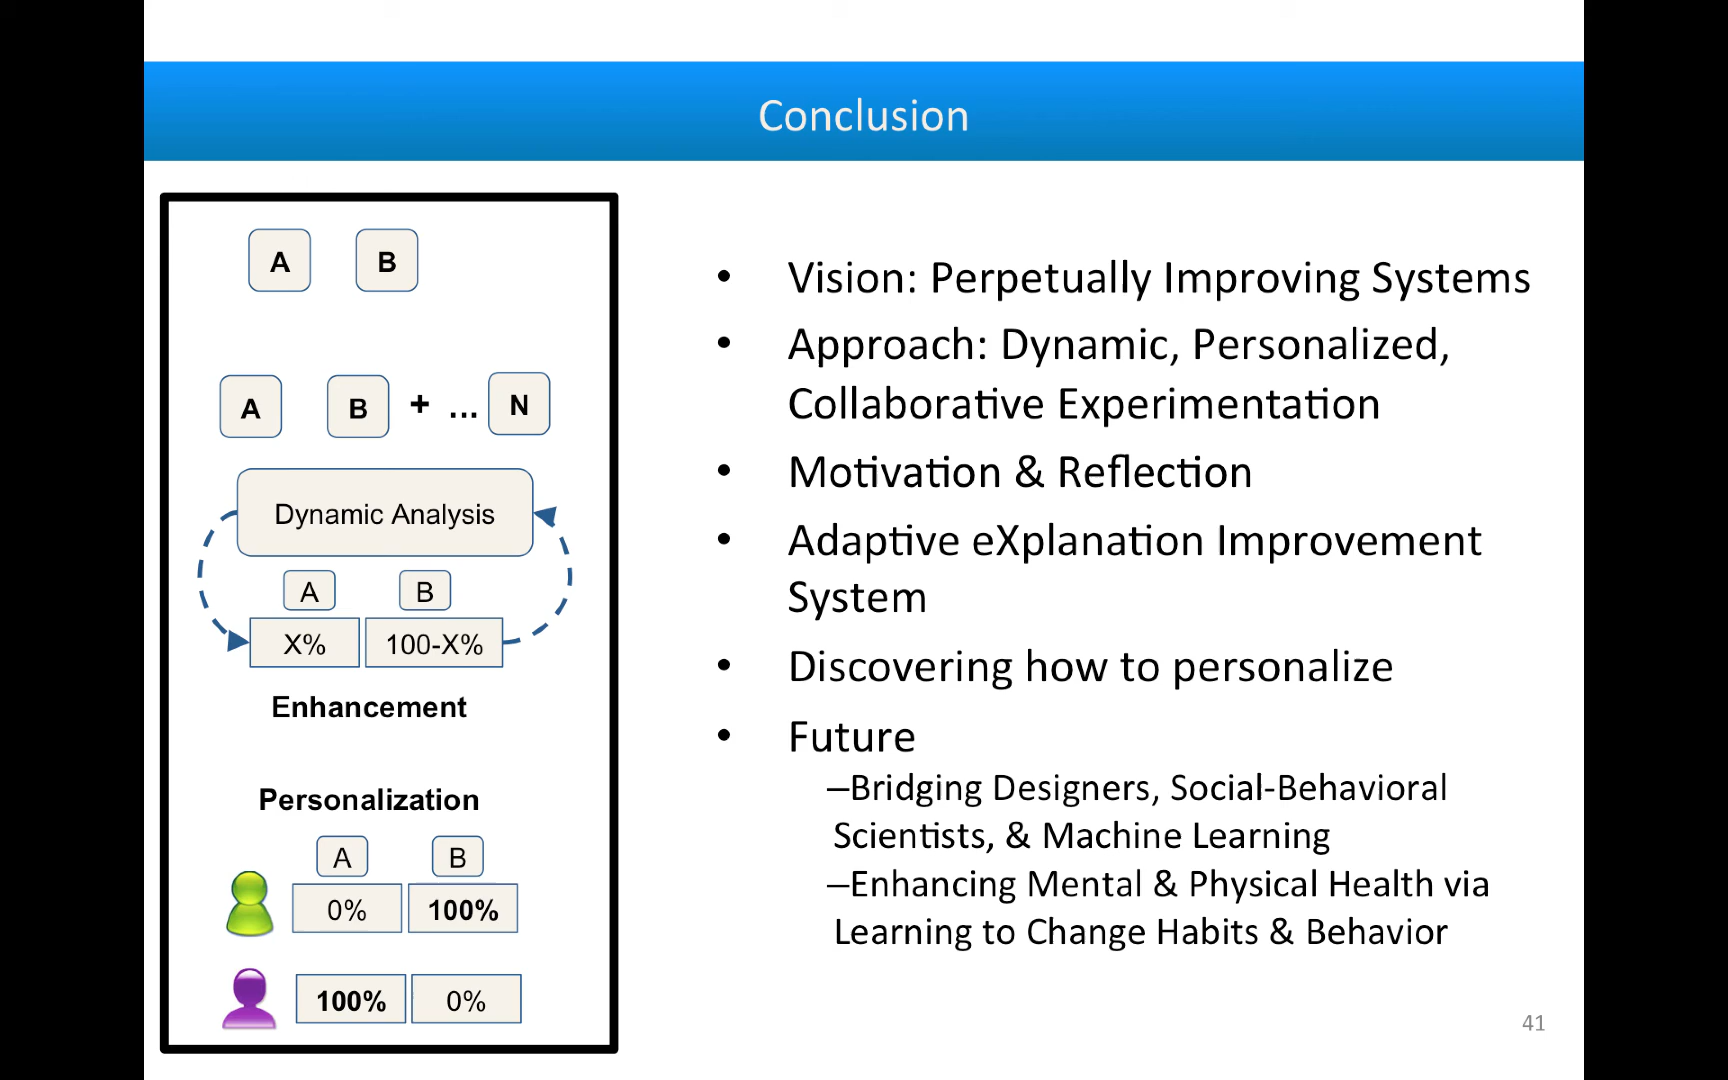 Conclusion
A B
A B + ... N
Dynamic Analysis
A B
X% 100-X%
Enhancement
Personalization
A B
0% 100%
100% 0%
• Vision: Perpetually Improving Systems
• Approach: Dynamic, Personalized,
Collaborative Experimentation
• Motivation & Reflection
• Adaptive eXplanation Improvement
System
• Discovering how to personalize
• Future
–Bridging Designers, Social-Behavioral
Scientists, & Machine Learning
–Enhancing Mental & Physical Health via
Learning to Change Habits & Behavior
41